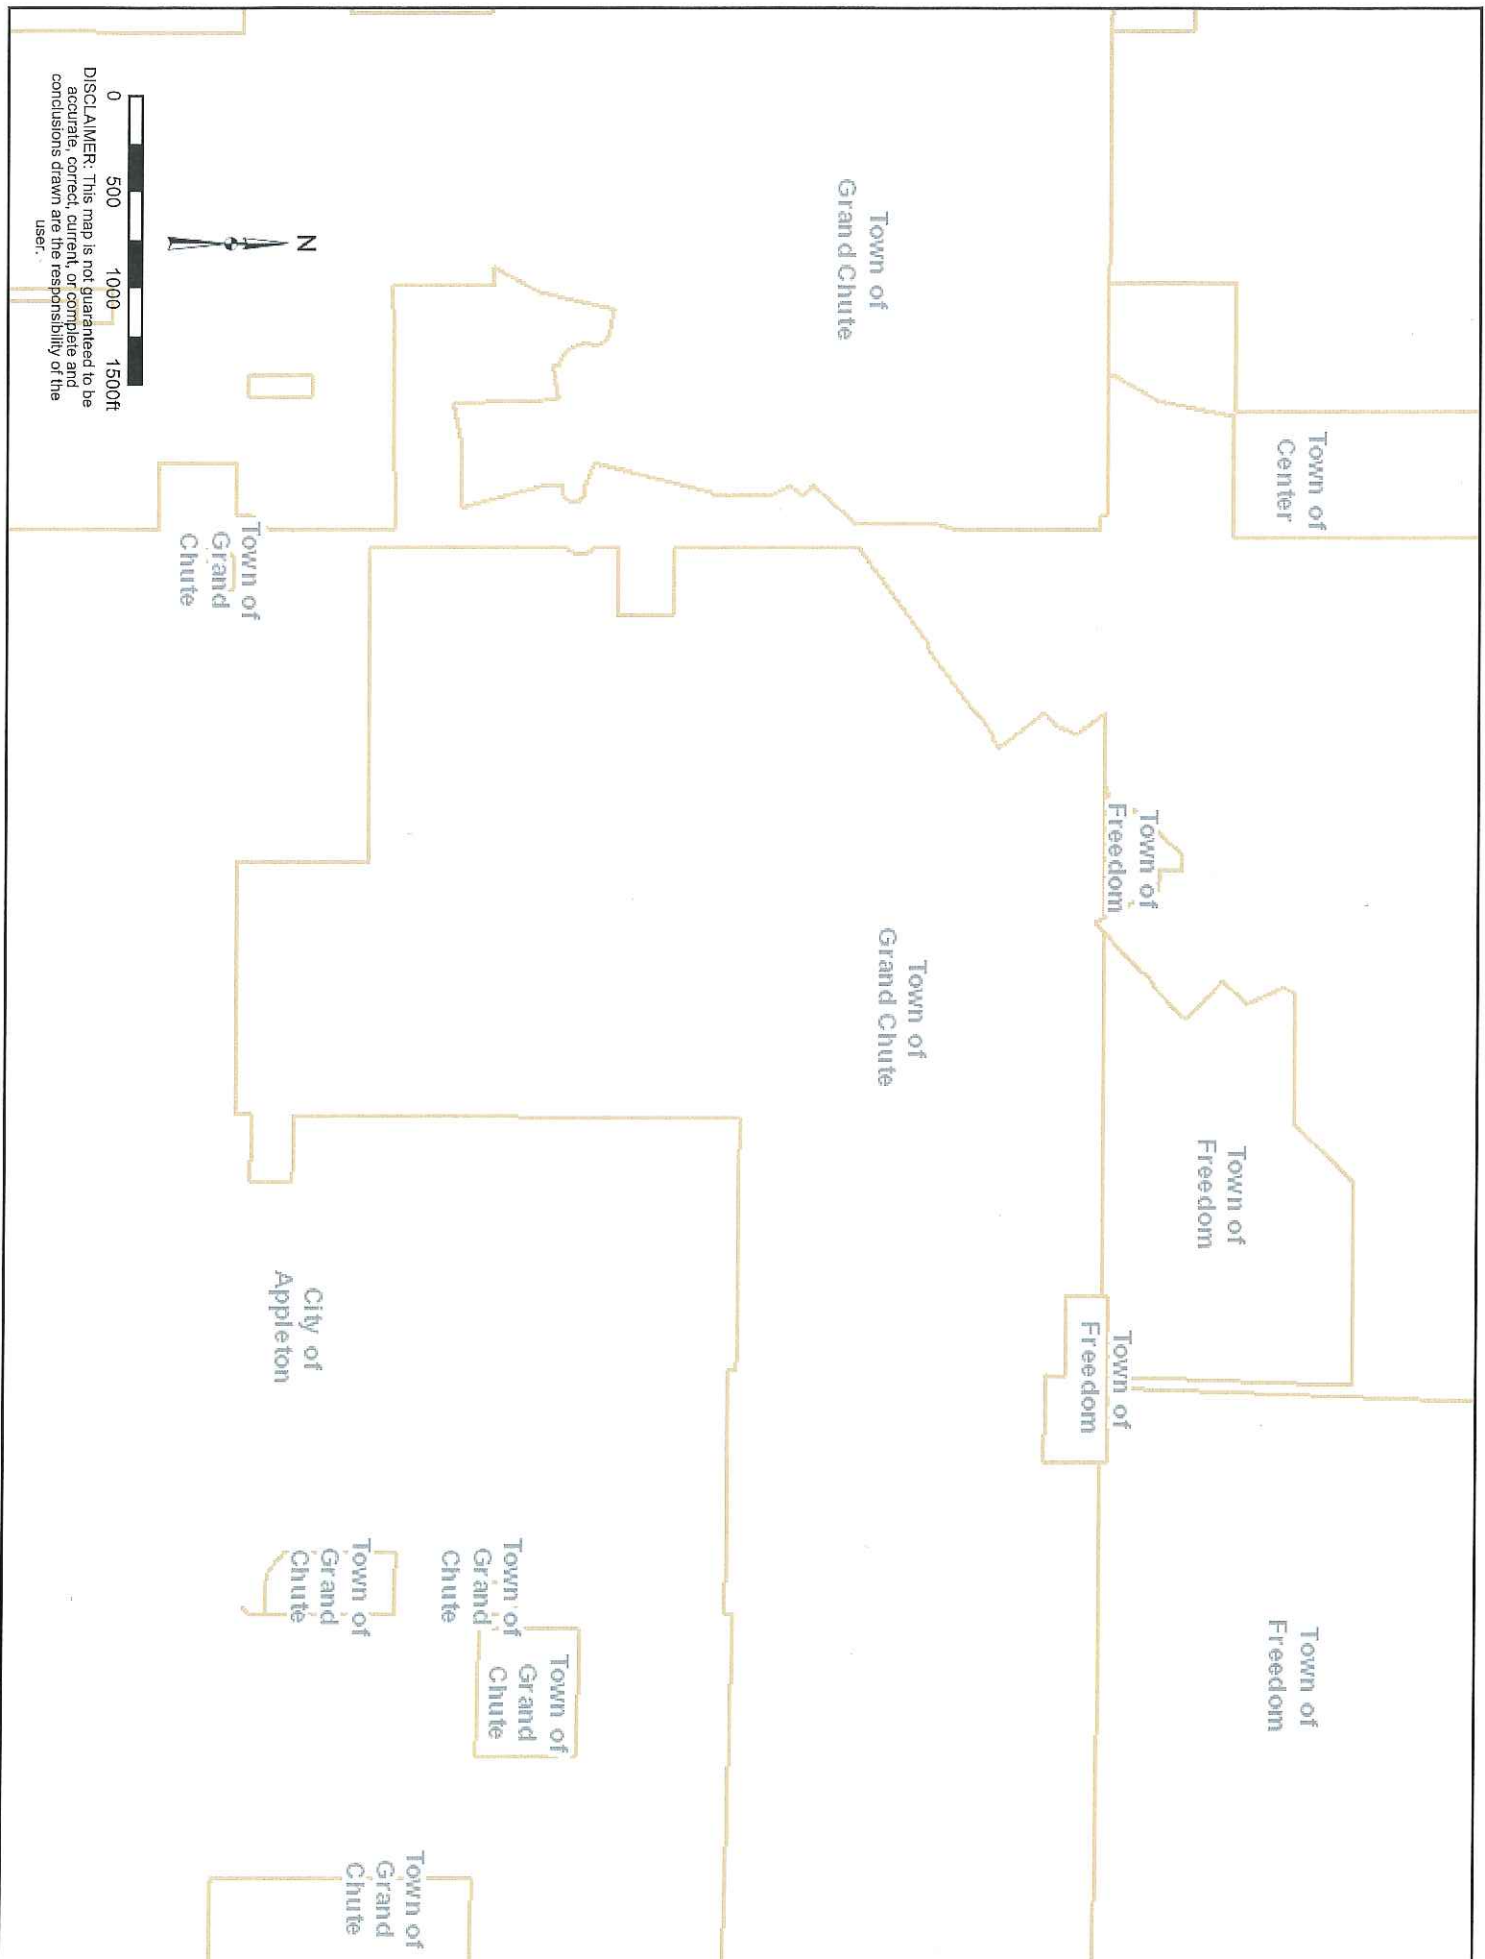 Town of
Center
Town of
Freedom
Town of
Freedom
Town of
Freedom
Town of
Freedom
Town of
Grand Chute
Town of
Grand Chute
Town of
Grand
Chute
Town of
Grand
Chute
Town of
Grand
Chute
Town of
Grand
Chute
Town of
Grand
Chute
City of
Appleton
N
0 500 1000 1500ft
DISCLAIMER: This map is not guaranteed to be
accurate, correct, current, or complete and
conclusions drawn are the responsibility of the
user.